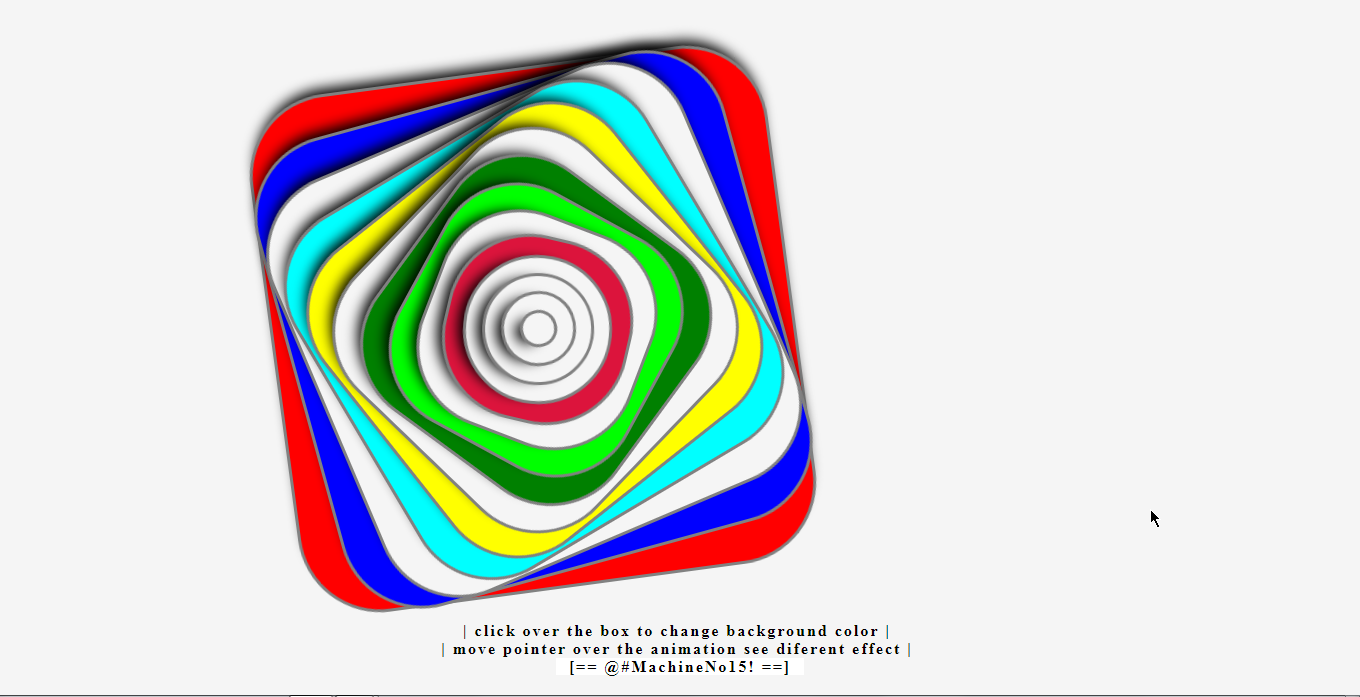 | click over the box to change background color |
| move pointer over the animation see diferent effect |
[== @#MachineNo15! ==]